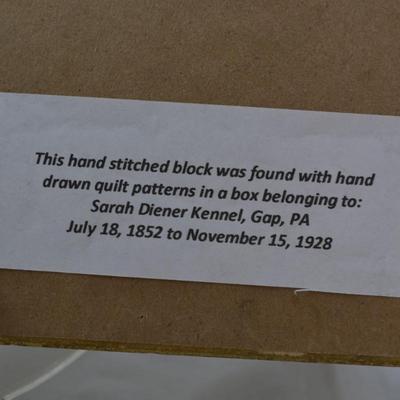 This hand stitched block was found with hand
drawn quilt patterns in a box belonging to:
Sarah Diener Kennel, Gap, PA
July 18, 1852 to November 15, 1928